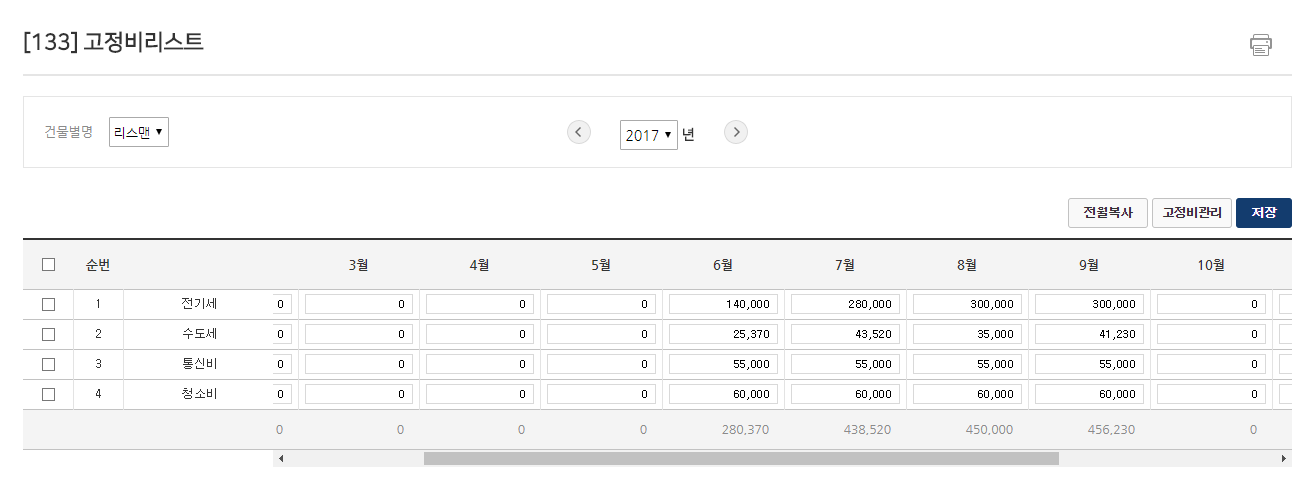 [133] 고정비리스트
건물별명 리스맨 2017 년
전월복사 고정비관리 저장
순번 3월 4월 5월 6월 7월 8월 9월 10월
1 전기세 0 0 0 0 140,000 280,000 300,000 300,000 0
2 수도세 0 0 0 0 25,370 43,520 35,000 41,230 0
3 통신비 0 0 0 0 55,000 55,000 55,000 55,000 0
4 청소비 0 0 0 0 60,000 60,000 60,000 60,000 0
0 0 0 0 280,370 438,520 450,000 456,230 0